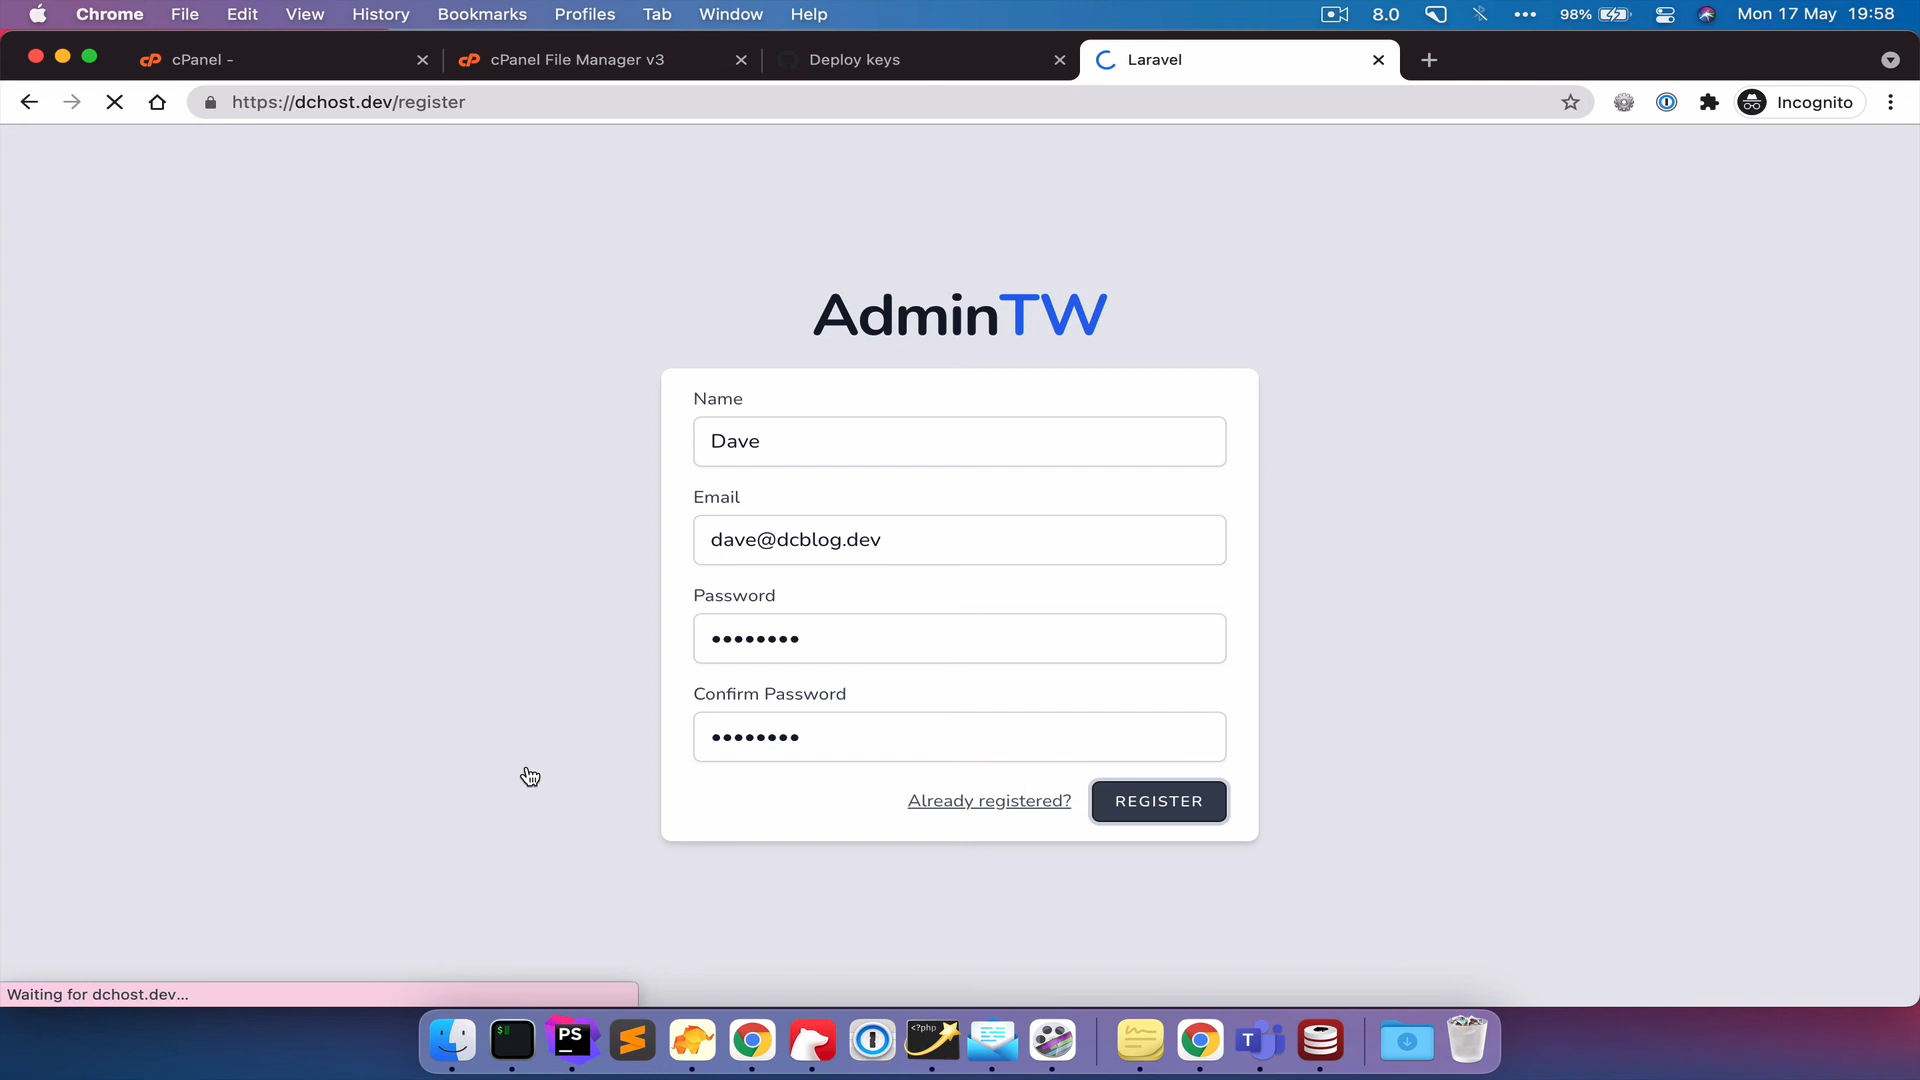 Chrome File Edit View History Bookmarks Profiles Tab Window Help 8.0 98% Mon 17 May 19:58
cPanel - cPanel File Manager v3 Deploy keys Laravel
https://dchost.dev/register Incognito
AdminTW
Name
Dave
Email
dave@dcblog.dev
Password
••••••••
Confirm Password
••••••••
Already registered? REGISTER
Waiting for dchost.dev...
$ PS <?php T